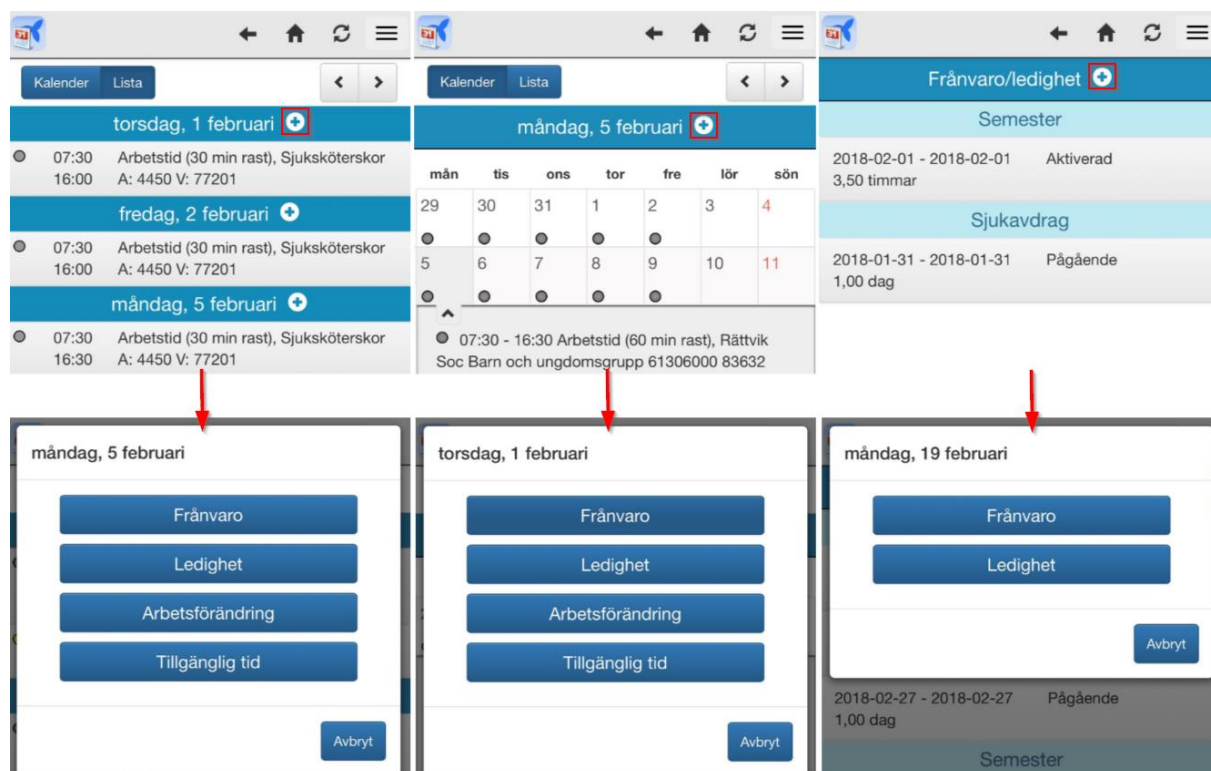 Kalender Lista
torsdag, 1 februari
07:30 Arbetstid (30 min rast), Sjuksköterskor
16:00 A: 4450 V: 77201
fredag, 2 februari
07:30 Arbetstid (30 min rast), Sjuksköterskor
16:00 A: 4450 V: 77201
måndag, 5 februari
07:30 Arbetstid (30 min rast), Sjuksköterskor
16:30 A: 4450 V: 77201
Kalender Lista
måndag, 5 februari
mån tis ons tor fre lör sön
29 30 31 1 2 3 4
5 6 7 8 9 10 11
07:30 - 16:30 Arbetstid (60 min rast), Rättvik
Soc Barn och ungdomsgrupp 61306000 83632
Frånvaro/ledighet
Semester
2018-02-01 - 2018-02-01 Aktiverad
3,50 timmar
Sjukavdrag
2018-01-31 - 2018-01-31 Pågående
1,00 dag
måndag, 5 februari
Frånvaro
Ledighet
Arbetsförändring
Tillgänglig tid
Avbryt
torsdag, 1 februari
Frånvaro
Ledighet
Arbetsförändring
Tillgänglig tid
Avbryt
måndag, 19 februari
Frånvaro
Ledighet
Avbryt
2018-02-27 - 2018-02-27 Pågående
1,00 dag
Semester